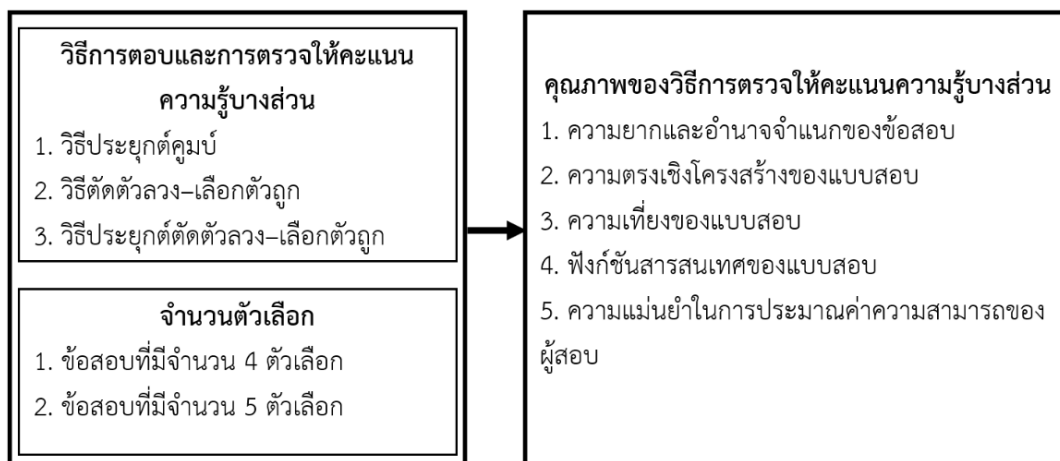 วิธีการตอบและการตรวจให้คะแนน
ความรู้บางส่วน
1. วิธีประยุกต์คูมบ์
2. วิธีตัดตัวลวง–เลือกตัวถูก
3. วิธีประยุกต์ตัดตัวลวง–เลือกตัวถูก
จำนวนตัวเลือก
1. ข้อสอบที่มีจำนวน 4 ตัวเลือก
2. ข้อสอบที่มีจำนวน 5 ตัวเลือก
คุณภาพของวิธีการตรวจให้คะแนนความรู้บางส่วน
1. ความยากและอำนาจจำแนกของข้อสอบ
2. ความตรงเชิงโครงสร้างของแบบสอบ
3. ความเที่ยงของแบบสอบ
4. ฟังก์ชันสารสนเทศของแบบสอบ
5. ความแม่นยำในการประมาณค่าความสามารถของ
ผู้สอบ